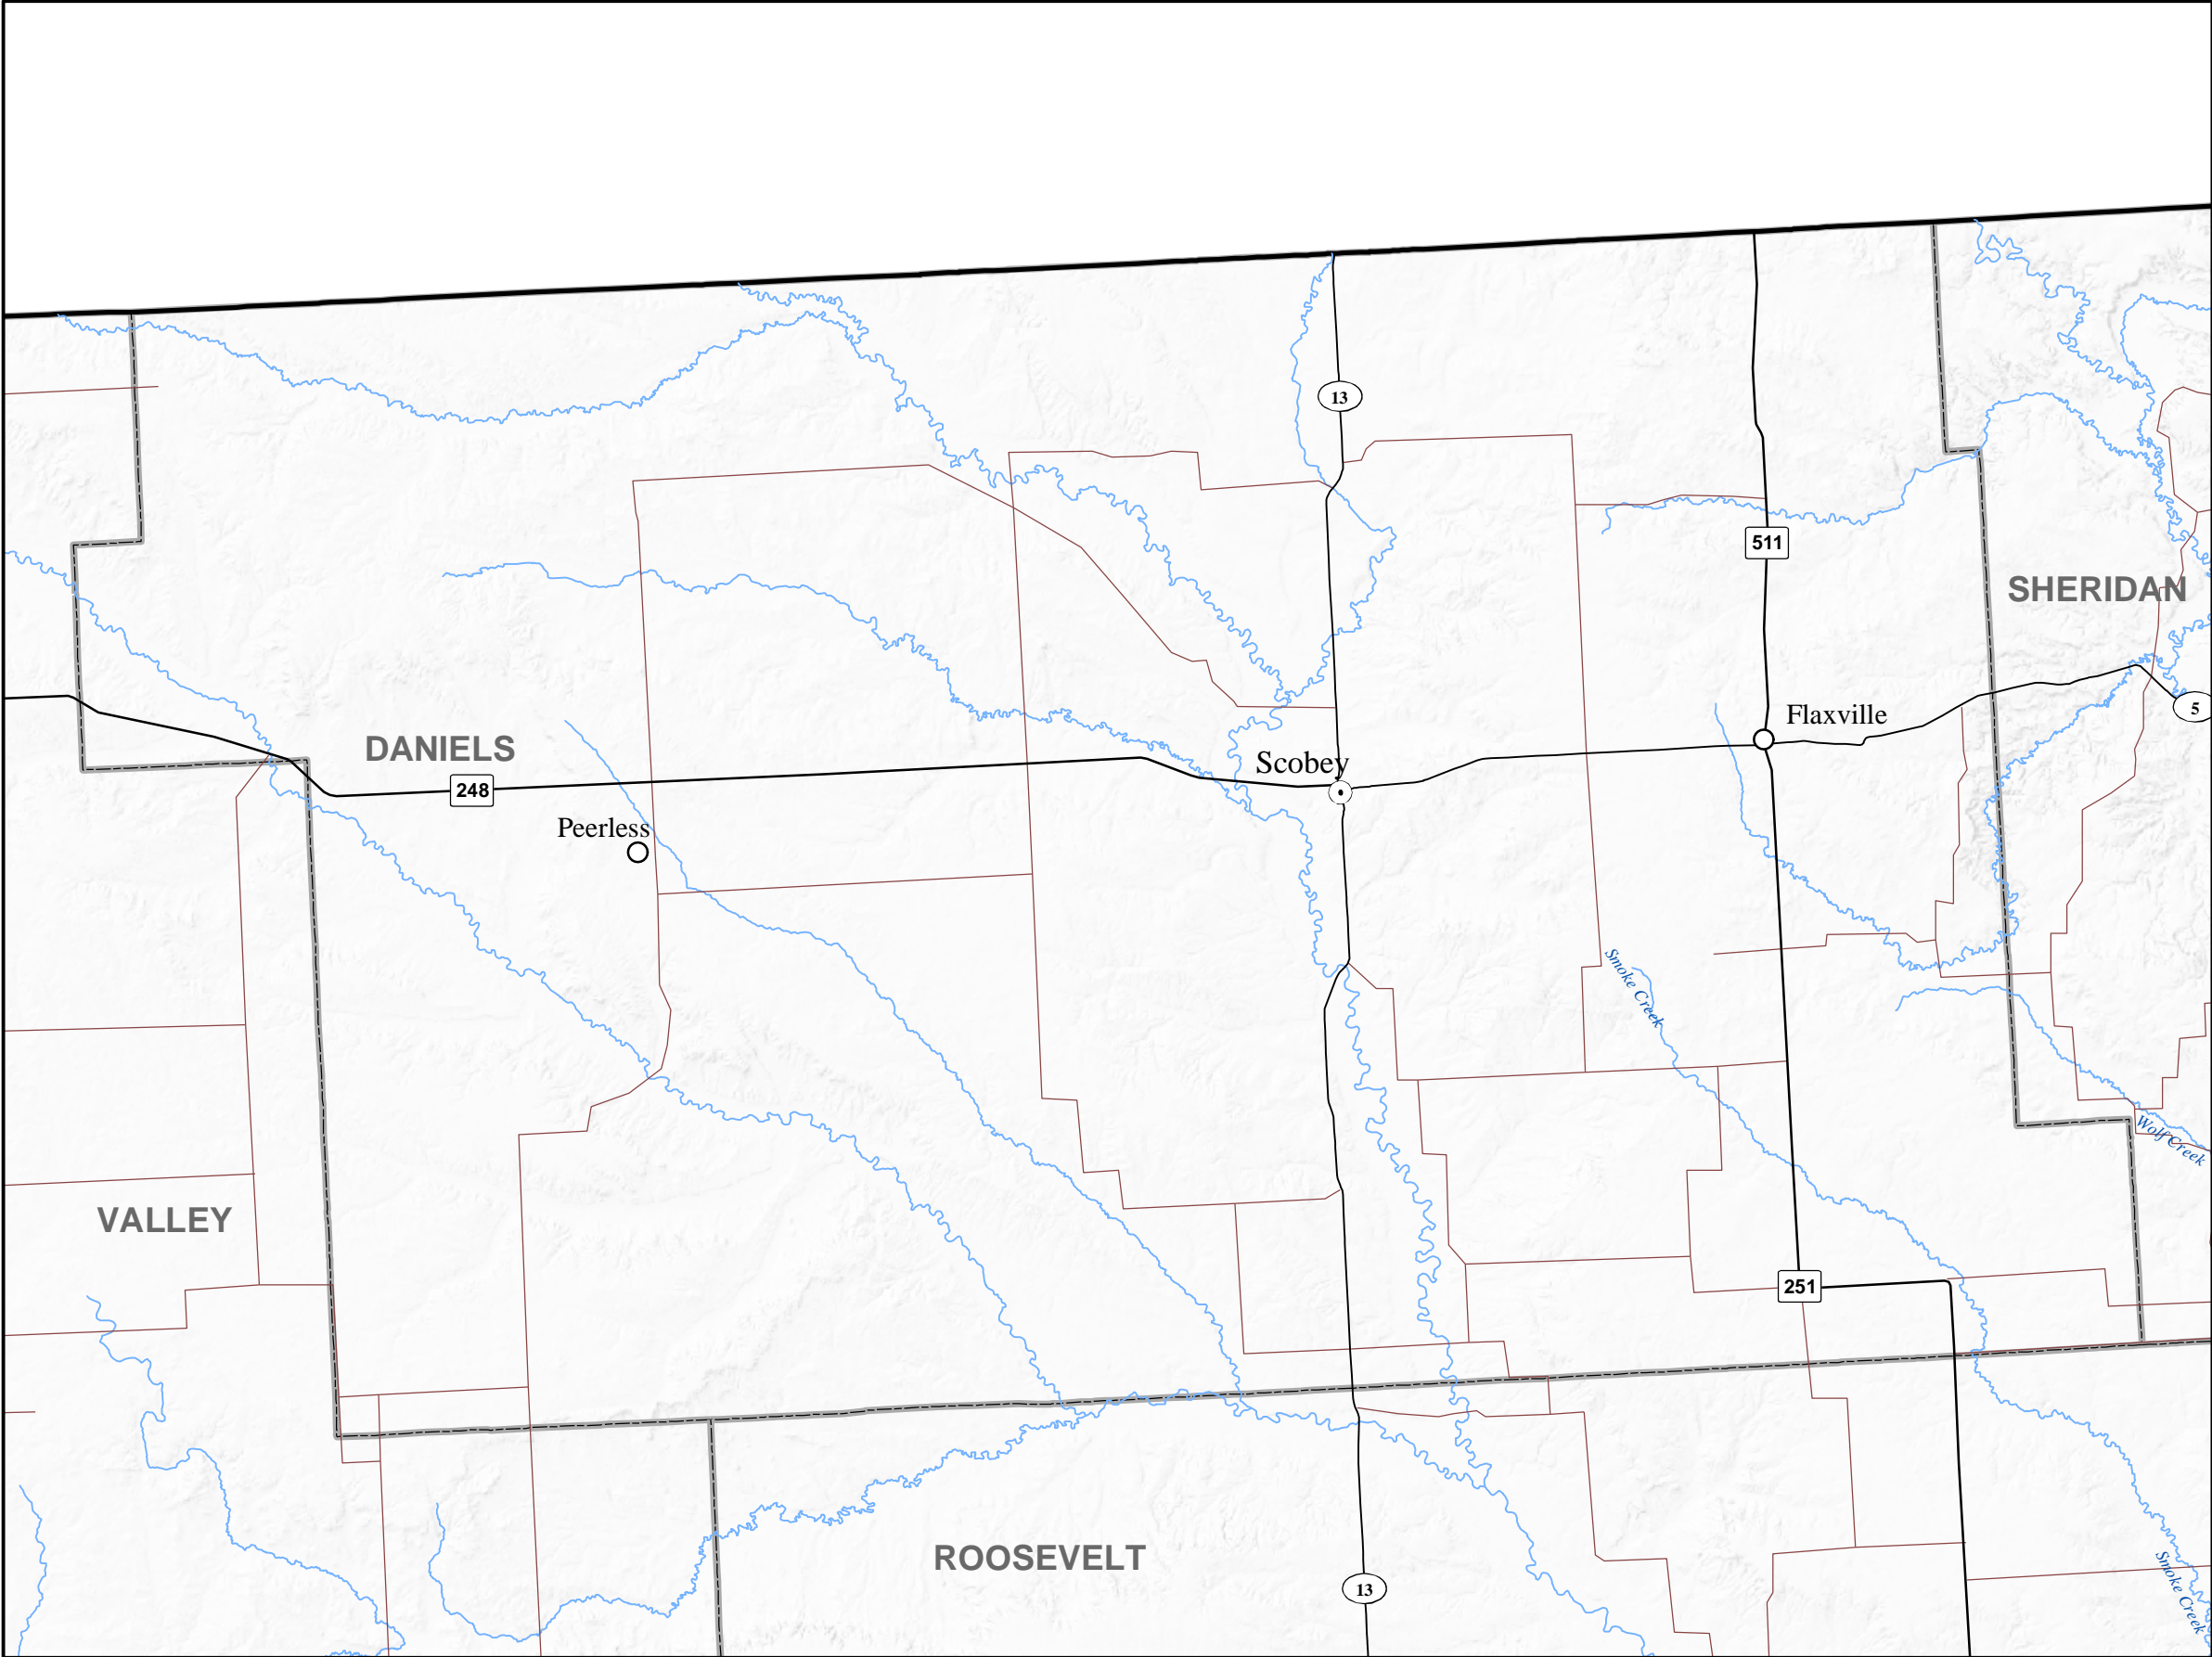 13
511
SHERIDAN
5
Flaxville
DANIELS
Scobey
248
Peerless
Smoke Creek
Wolf Creek
VALLEY
251
ROOSEVELT
13
Smoke Creek